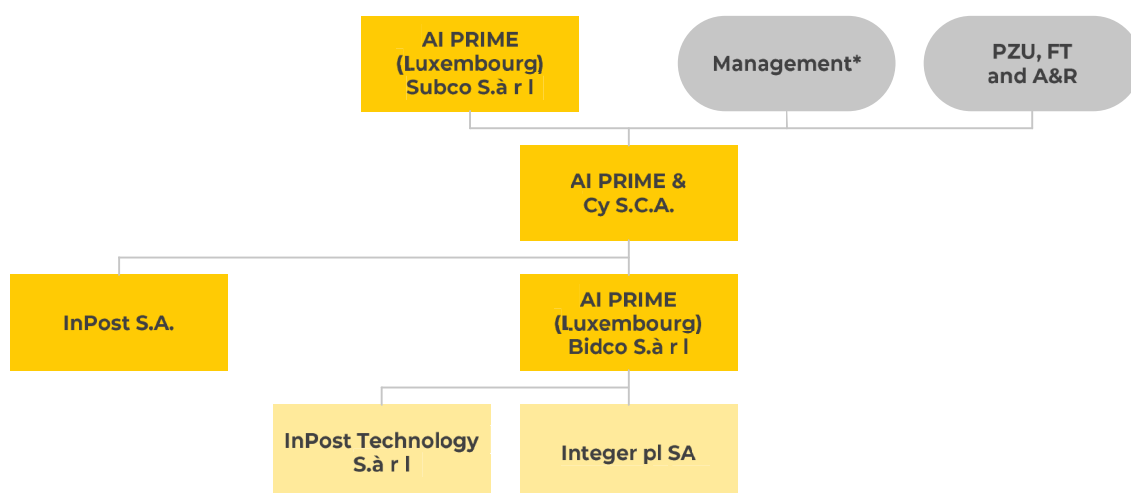 AI PRIME
(Luxembourg)
Subco S.à r l
Management*
PZU, FT
and A&R
AI PRIME &
Cy S.C.A.
InPost S.A.
AI PRIME
(Luxembourg)
Bidco S.à r l
InPost Technology
S.à r l
Integer pl SA